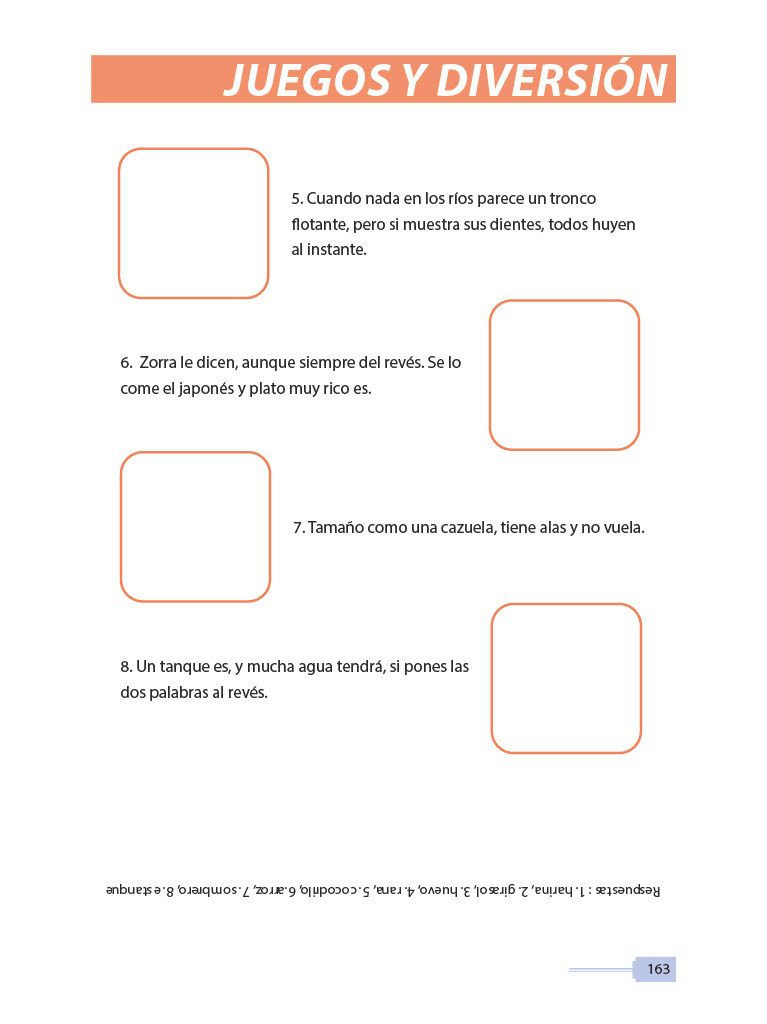 JUEGOS Y DIVERSIÓN
5. Cuando nada en los ríos parece un tronco
flotante, pero si muestra sus dientes, todos huyen
al instante.
6. Zorra le dicen, aunque siempre del revés. Se lo
come el japonés y plato muy rico es.
7. Tamaño como una cazuela, tiene alas y no vuela.
8. Un tanque es, y mucha agua tendrá, si pones las
dos palabras al revés.
Respuestas : 1. harina, 2. girasol, 3. huevo, 4. rana, 5. cocodrilo, 6. arroz, 7. sombrero, 8. estanque
163